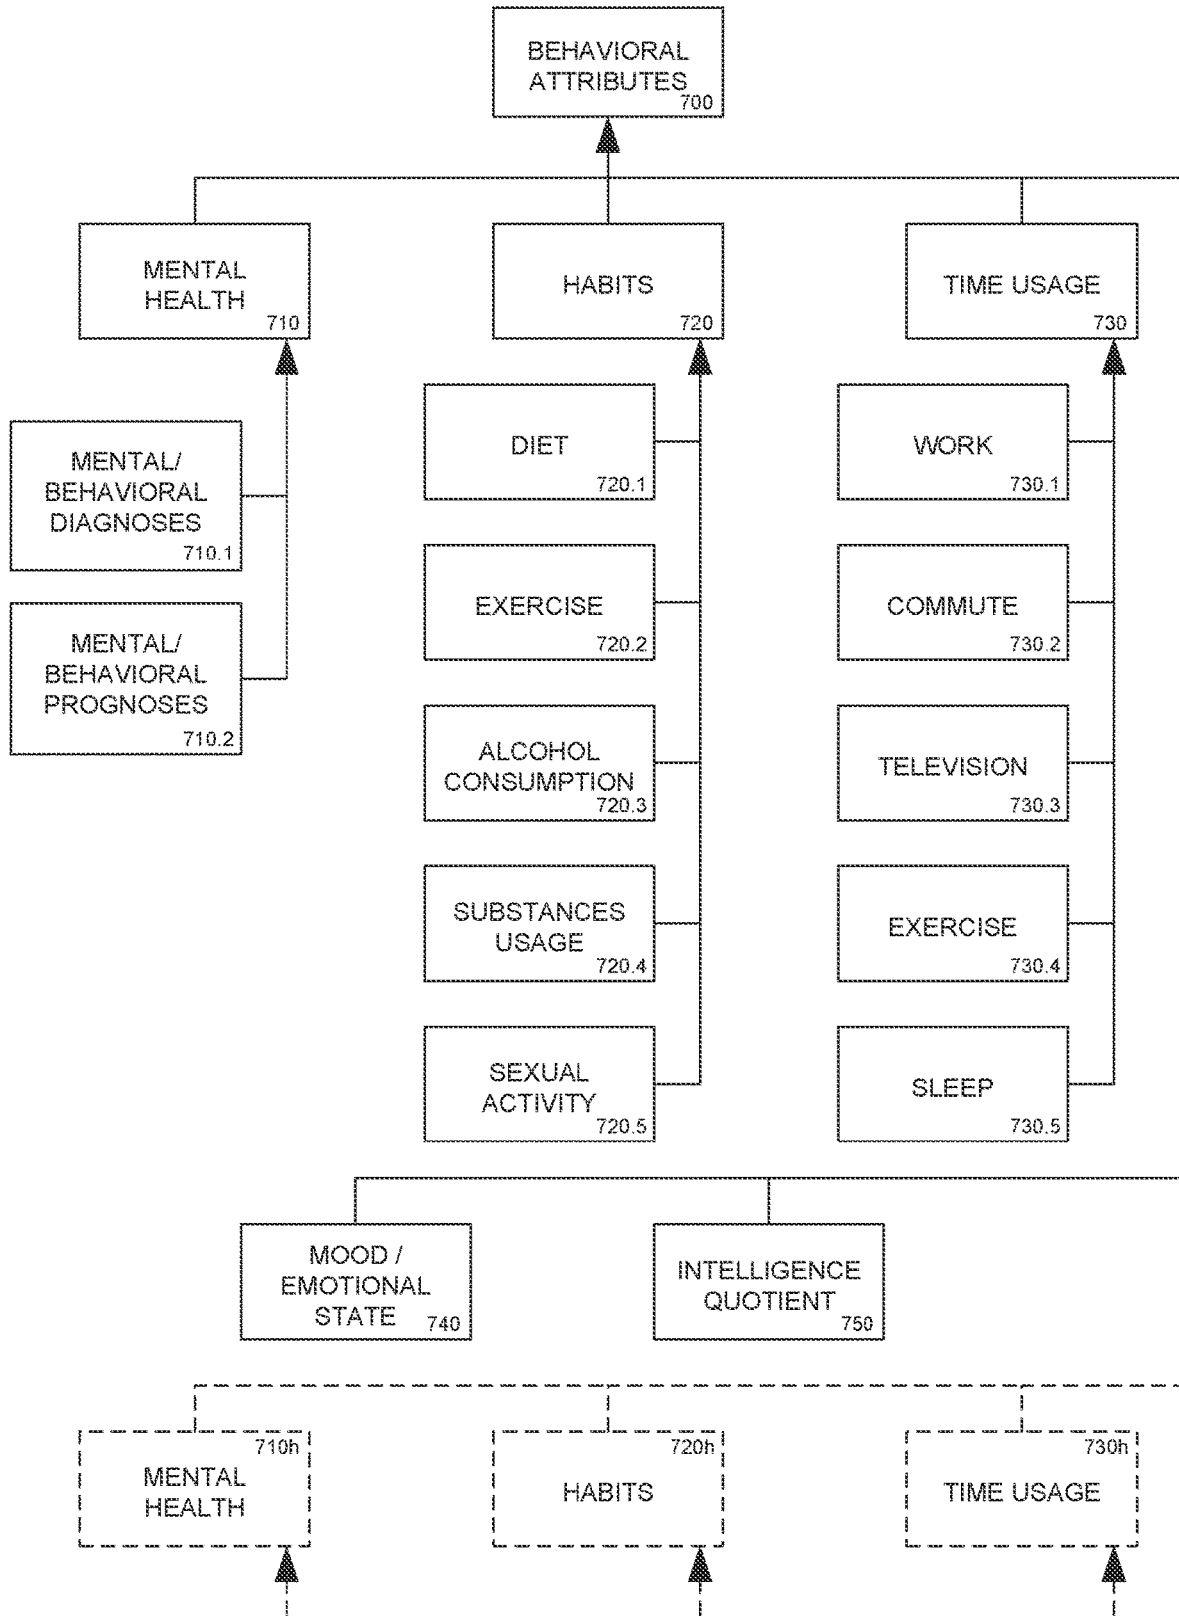 BEHAVIORAL
ATTRIBUTES
700
MENTAL
HEALTH
710
HABITS
720
TIME USAGE
730
MENTAL/
BEHAVIORAL
DIAGNOSES
710.1
MENTAL/
BEHAVIORAL
PROGNOSES
710.2
DIET
720.1
EXERCISE
720.2
ALCOHOL
CONSUMPTION
720.3
SUBSTANCES
USAGE
720.4
SEXUAL
ACTIVITY
720.5
WORK
730.1
COMMUTE
730.2
TELEVISION
730.3
EXERCISE
730.4
SLEEP
730.5
MOOD /
EMOTIONAL
STATE
740
INTELLIGENCE
QUOTIENT
750
710h
MENTAL
HEALTH
720h
HABITS
730h
TIME USAGE